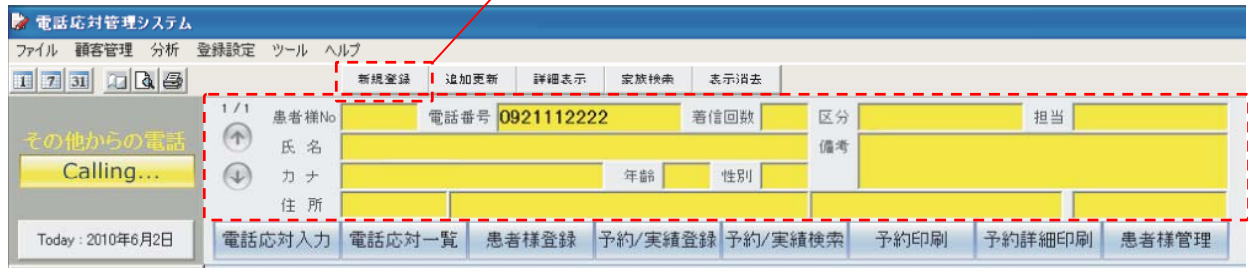 電話応対管理システム
ファイル 顧客管理 分析 登録設定 ツール ヘルプ
1 7 31 新規登録 追加更新 詳細表示 家族検索 表示消去
1/1 患者様No 電話番号 0921112222 着信回数 区分 担当
その他からの電話 氏名 備考
Calling... カナ 年齢 性別
住所
Today : 2010年6月2日 電話応対入力 電話応対一覧 患者様登録 予約/実績登録 予約/実績検索 予約印刷 予約詳細印刷 患者様管理